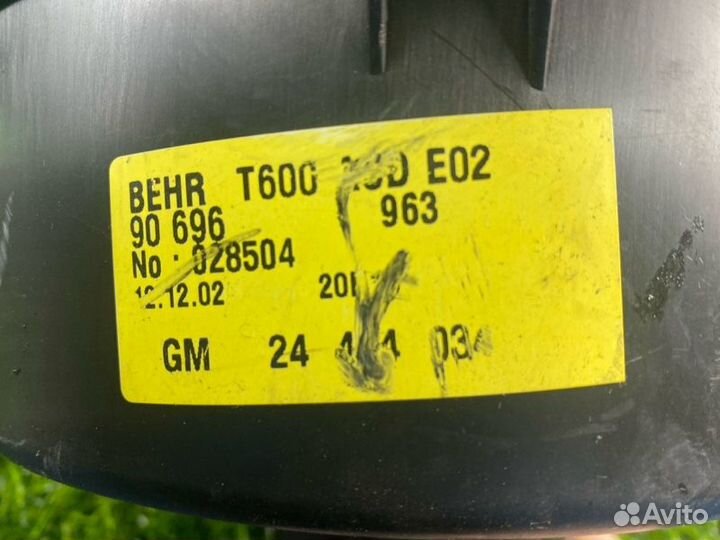 BEHR T600 E02
90 696 963
No : 028504
12.12.02
GM 24
Avito